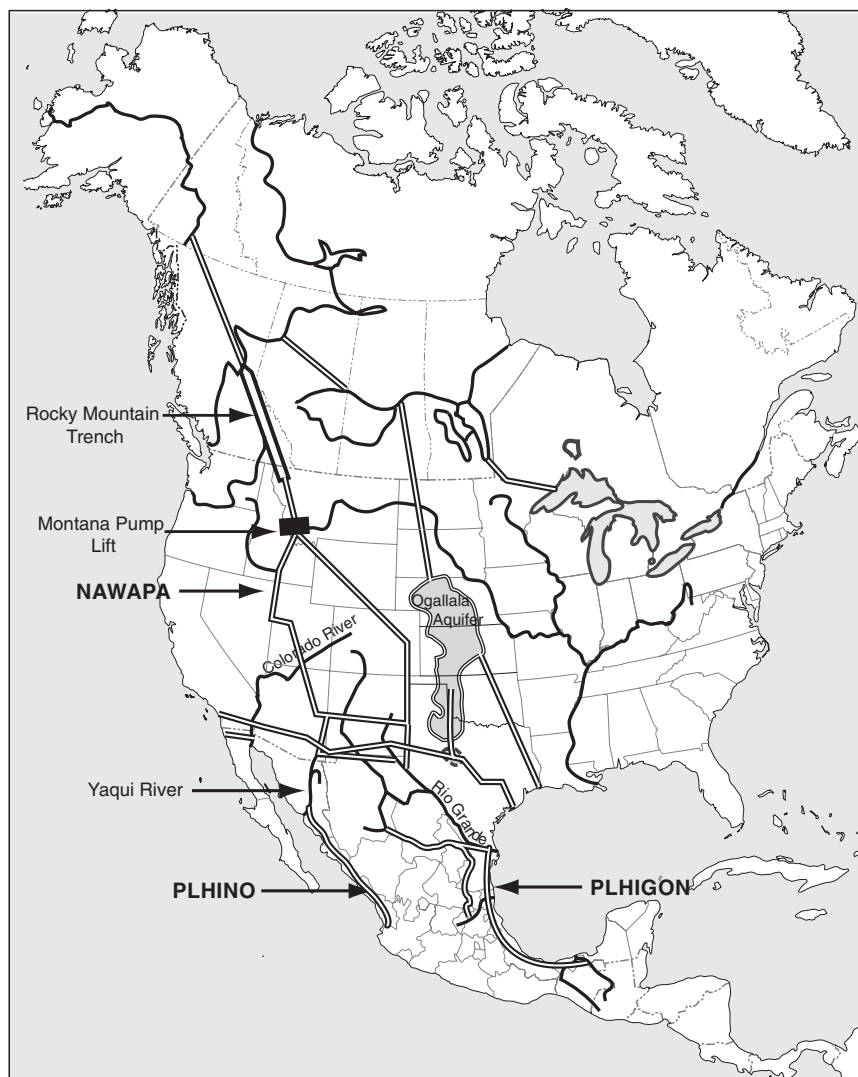 Rocky Mountain
Trench
Montana Pump
Lift
NAWAPA
Ogallala
Aquifer
Colorado River
Yaqui River
Rio Grande
PLHINO
PLHIGON